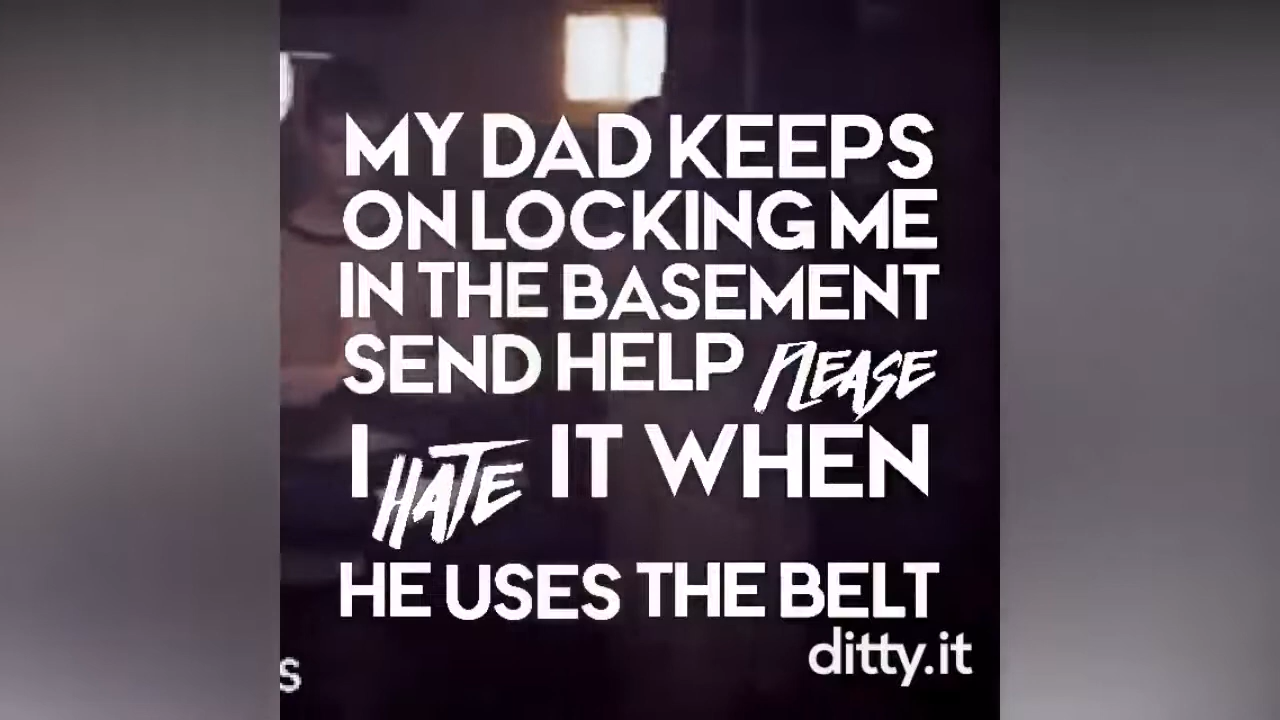 MY DAD KEEPS
ON LOCKING ME
IN THE BASEMENT
SEND HELP PLEASE
I HATE IT WHEN
HE USES THE BELT
ditty.it